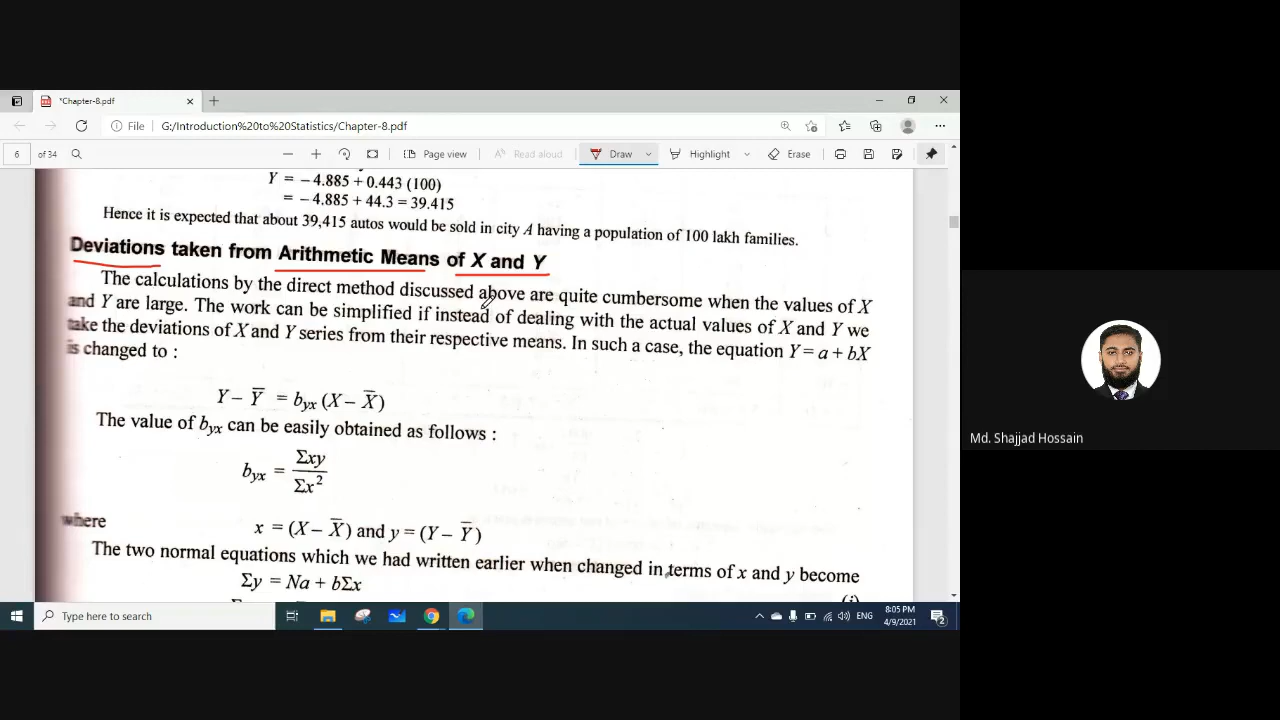 *Chapter-8.pdf
File G:/Introduction%20to%20Statistics/Chapter-8.pdf
6 of 34 Page view Read aloud Draw Highlight Erase
Y = – 4.885 + 0.443 (100)
= – 4.885 + 44.3 = 39.415
Hence it is expected that about 39,415 autos would be sold in city A having a population of 100 lakh families.
Deviations taken from Arithmetic Means of X and Y
The calculations by the direct method discussed above are quite cumbersome when the values of X
and Y are large. The work can be simplified if instead of dealing with the actual values of X and Y we
take the deviations of X and Y series from their respective means. In such a case, the equation Y = a + bX
is changed to :
Y – Y̅ = b_yx (X – X̅)
The value of b_yx can be easily obtained as follows :
b_yx = Σxy / Σx²
where x = (X – X̅) and y = (Y – Y̅)
The two normal equations which we had written earlier when changed in terms of x and y become
Σy = Na + bΣx
Md. Shajjad Hossain
Type here to search
ENG
8:05 PM
4/9/2021
2